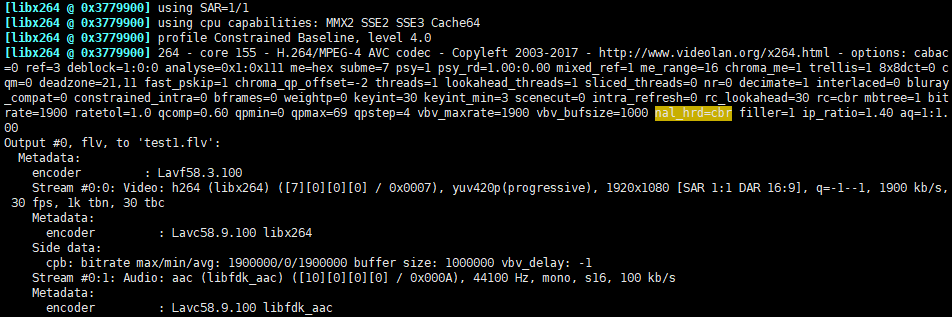 [libx264 @ 0x3779900] using SAR=1/1
[libx264 @ 0x3779900] using cpu capabilities: MMX2 SSE2 SSE3 Cache64
[libx264 @ 0x3779900] profile Constrained Baseline, level 4.0
[libx264 @ 0x3779900] 264 - core 155 - H.264/MPEG-4 AVC codec - Copyleft 2003-2017 - http://www.videolan.org/x264.html - options: cabac
=0 ref=3 deblock=1:0:0 analyse=0x1:0x111 me=hex subme=7 psy=1 psy_rd=1.00:0.00 mixed_ref=1 me_range=16 chroma_me=1 trellis=1 8x8dct=0 c
qm=0 deadzone=21,11 fast_pskip=1 chroma_qp_offset=-2 threads=1 lookahead_threads=1 sliced_threads=0 nr=0 decimate=1 interlaced=0 bluray
_compat=0 constrained_intra=0 bframes=0 weightp=0 keyint=30 keyint_min=3 scenecut=0 intra_refresh=0 rc_lookahead=30 rc=cbr mbtree=1 bit
rate=1900 ratetol=1.0 qcomp=0.60 qpmin=0 qpmax=69 qpstep=4 vbv_maxrate=1900 vbv_bufsize=1000 nal_hrd=cbr filler=1 ip_ratio=1.40 aq=1:1.
00
Output #0, flv, to 'test1.flv':
  Metadata:
    encoder         : Lavf58.3.100
    Stream #0:0: Video: h264 (libx264) ([7][0][0][0] / 0x0007), yuv420p(progressive), 1920x1080 [SAR 1:1 DAR 16:9], q=-1--1, 1900 kb/s,
 30 fps, 1k tbn, 30 tbc
    Metadata:
      encoder         : Lavc58.9.100 libx264
    Side data:
      cpb: bitrate max/min/avg: 1900000/0/1900000 buffer size: 1000000 vbv_delay: -1
    Stream #0:1: Audio: aac (libfdk_aac) ([10][0][0][0] / 0x000A), 44100 Hz, mono, s16, 100 kb/s
    Metadata:
      encoder         : Lavc58.9.100 libfdk_aac